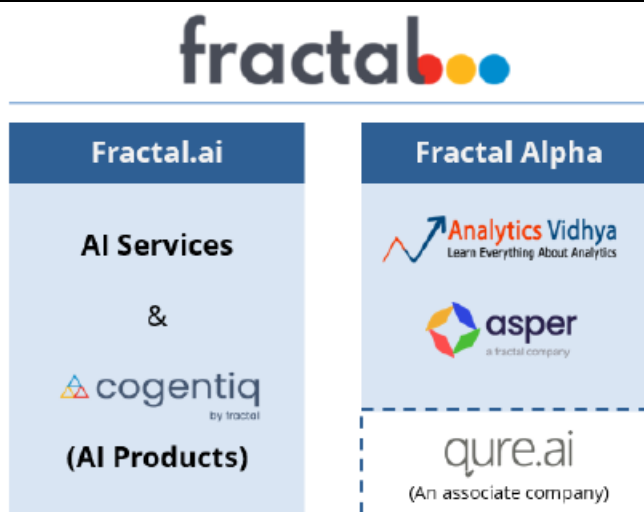 fractal
Fractal.ai
AI Services
&
cogentiq
by fractal
(AI Products)
Fractal Alpha
Analytics Vidhya
Learn Everything About Analytics
asper
a fractal company
qure.ai
(An associate company)